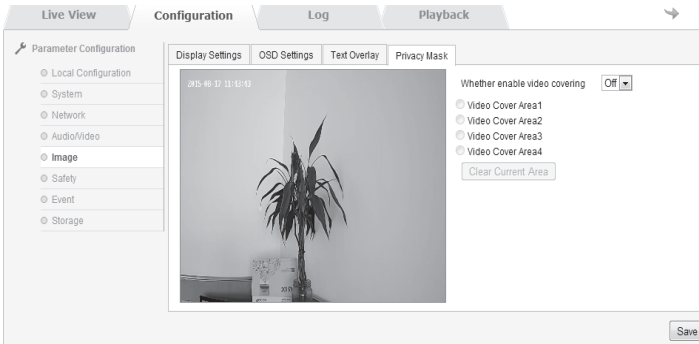 Live View
Configuration
Log
Playback
Parameter Configuration
Local Configuration
System
Network
Audio/Video
Image
Safety
Event
Storage
Display Settings
OSD Settings
Text Overlay
Privacy Mask
Whether enable video covering
Off
Video Cover Area1
Video Cover Area2
Video Cover Area3
Video Cover Area4
Clear Current Area
Save